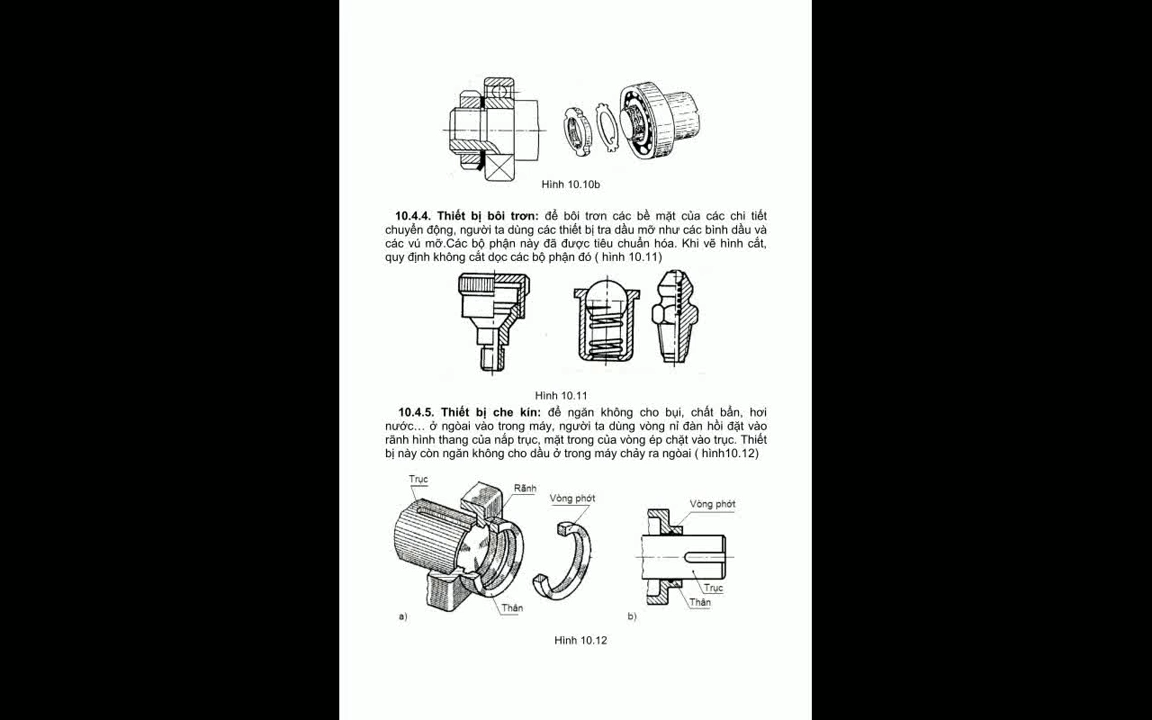 Hình 10.10b
10.4.4. Thiết bị bôi trơn: để bôi trơn các bề mặt của các chi tiết
chuyển động, người ta dùng các thiết bị tra dầu mỡ như các bình dầu và
các vú mỡ.Các bộ phận này đã được tiêu chuẩn hóa. Khi vẽ hình cắt,
quy định không cắt dọc các bộ phận đó ( hình 10.11)
Hình 10.11
10.4.5. Thiết bị che kín: để ngăn không cho bụi, chất bẩn, hơi
nước... ở ngòai vào trong máy, người ta dùng vòng nỉ đàn hồi đặt vào
rãnh hình thang của nắp trục, mặt trong của vòng ép chặt vào trục. Thiết
bị này còn ngăn không cho dầu ở trong máy chảy ra ngòai ( hình10.12)
Trục
Rãnh
Vòng phớt
Vòng phớt
Trục
Thân
Thân
a)
b)
Hình 10.12